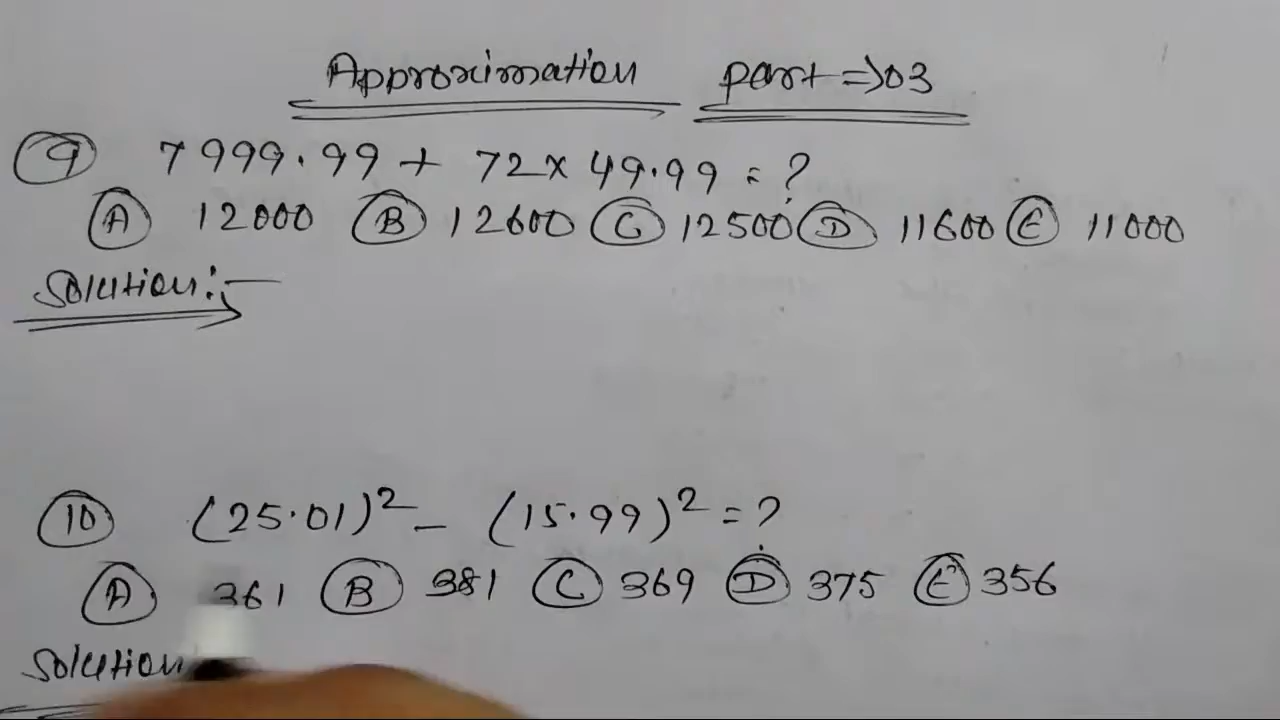 Approximation part => 03
(9) 7999.99 + 72 x 49.99 = ?
(A) 12000 (B) 12600 (C) 12500 (D) 11600 (E) 11000
Solution:-
(10) (25.01)² - (15.99)² = ?
(A) 361 (B) 381 (C) 369 (D) 375 (E) 356
Solution